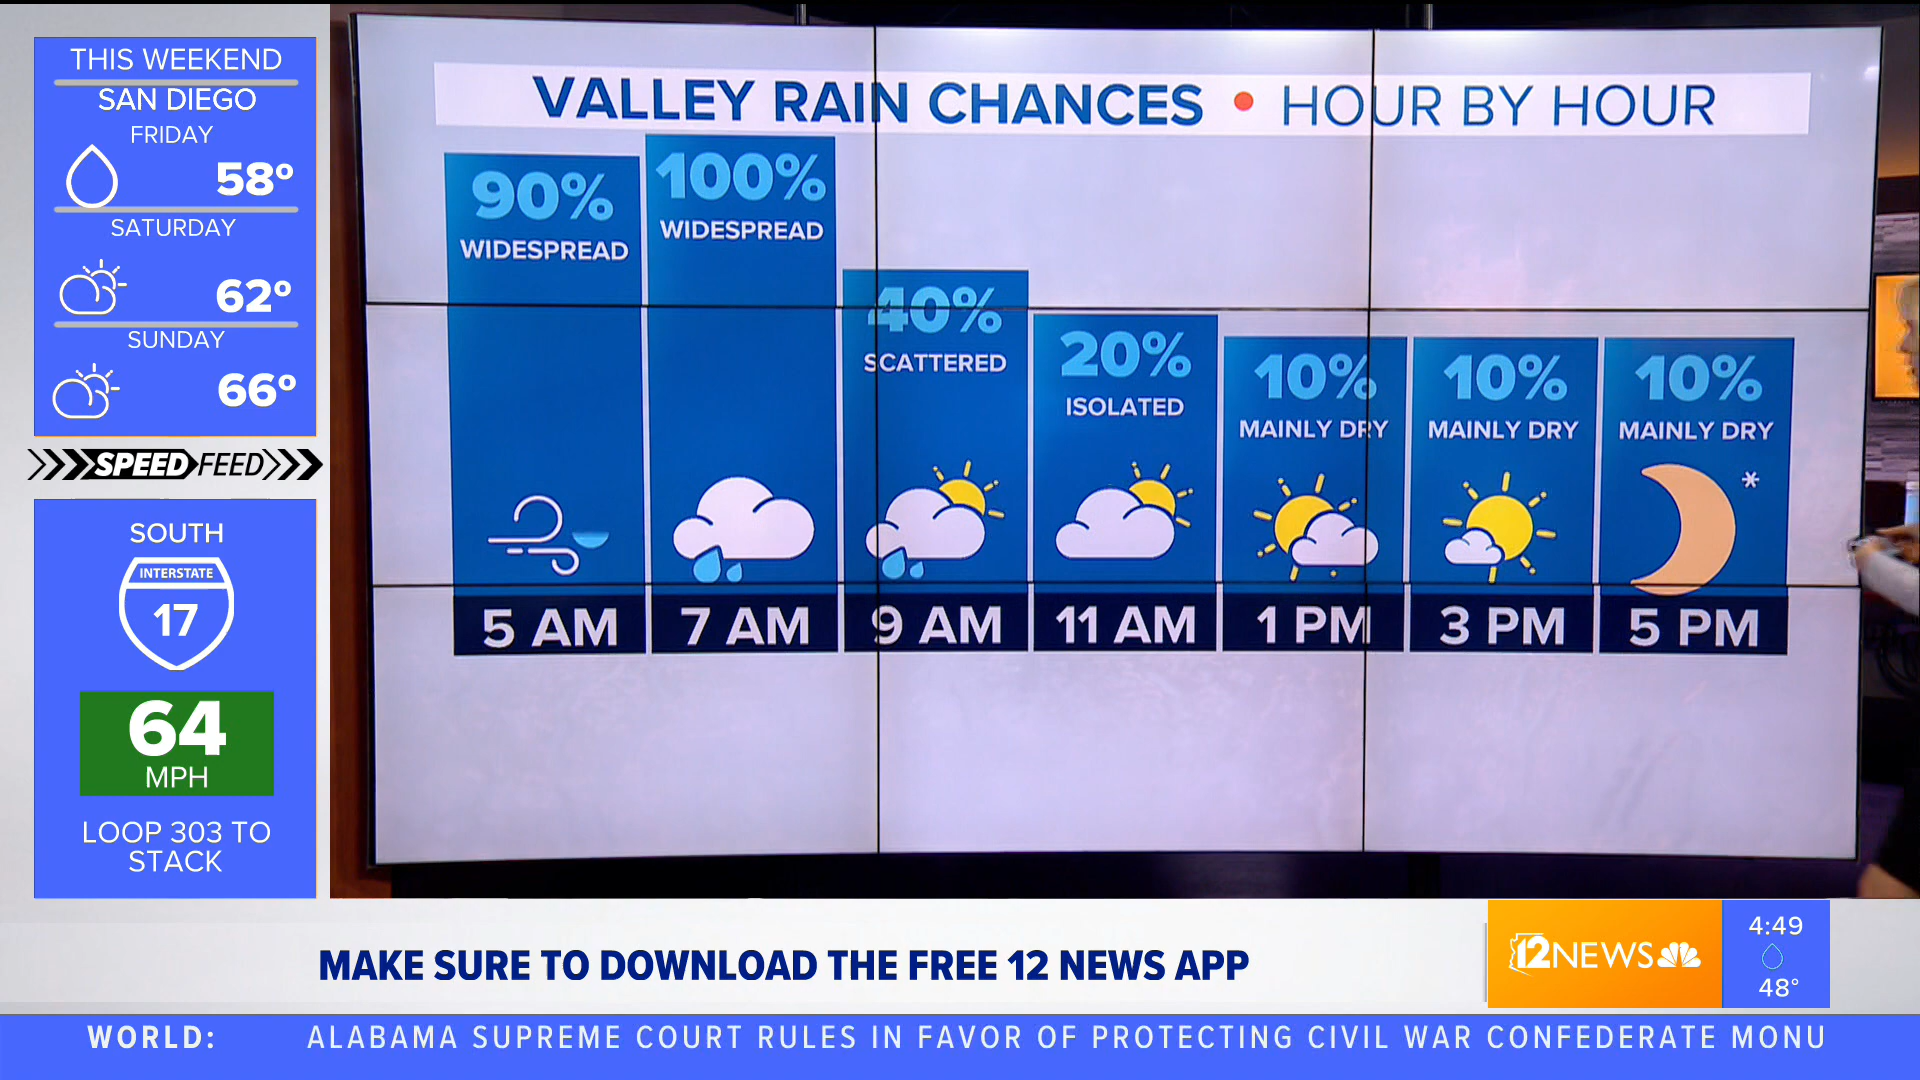 THIS WEEKEND
SAN DIEGO
FRIDAY
58°
SATURDAY
62°
SUNDAY
66°
SPEED FEED
SOUTH
INTERSTATE
17
64
MPH
LOOP 303 TO
STACK
VALLEY RAIN CHANCES • HOUR BY HOUR
90%
WIDESPREAD
5 AM
100%
WIDESPREAD
7 AM
40%
SCATTERED
9 AM
20%
ISOLATED
11 AM
10%
MAINLY DRY
1 PM
10%
MAINLY DRY
3 PM
10%
MAINLY DRY
5 PM
MAKE SURE TO DOWNLOAD THE FREE 12 NEWS APP
12NEWS
4:49
48°
WORLD: ALABAMA SUPREME COURT RULES IN FAVOR OF PROTECTING CIVIL WAR CONFEDERATE MONU